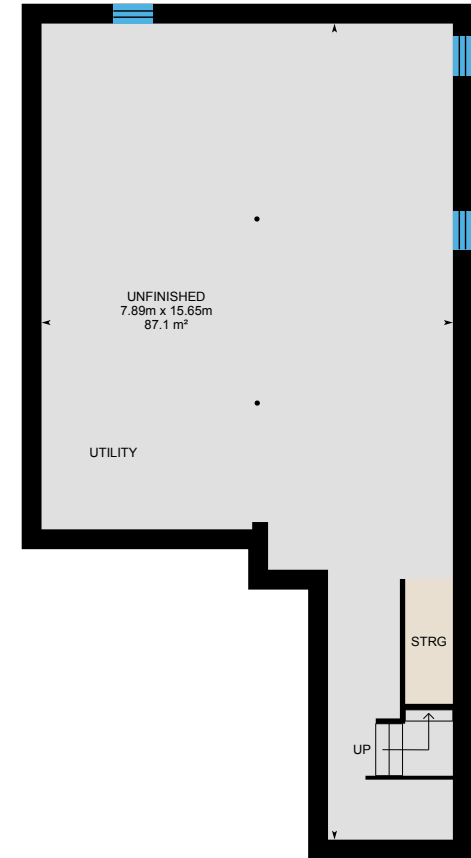 UNFINISHED
7.89m x 15.65m
87.1 m²
UTILITY
STRG
UP